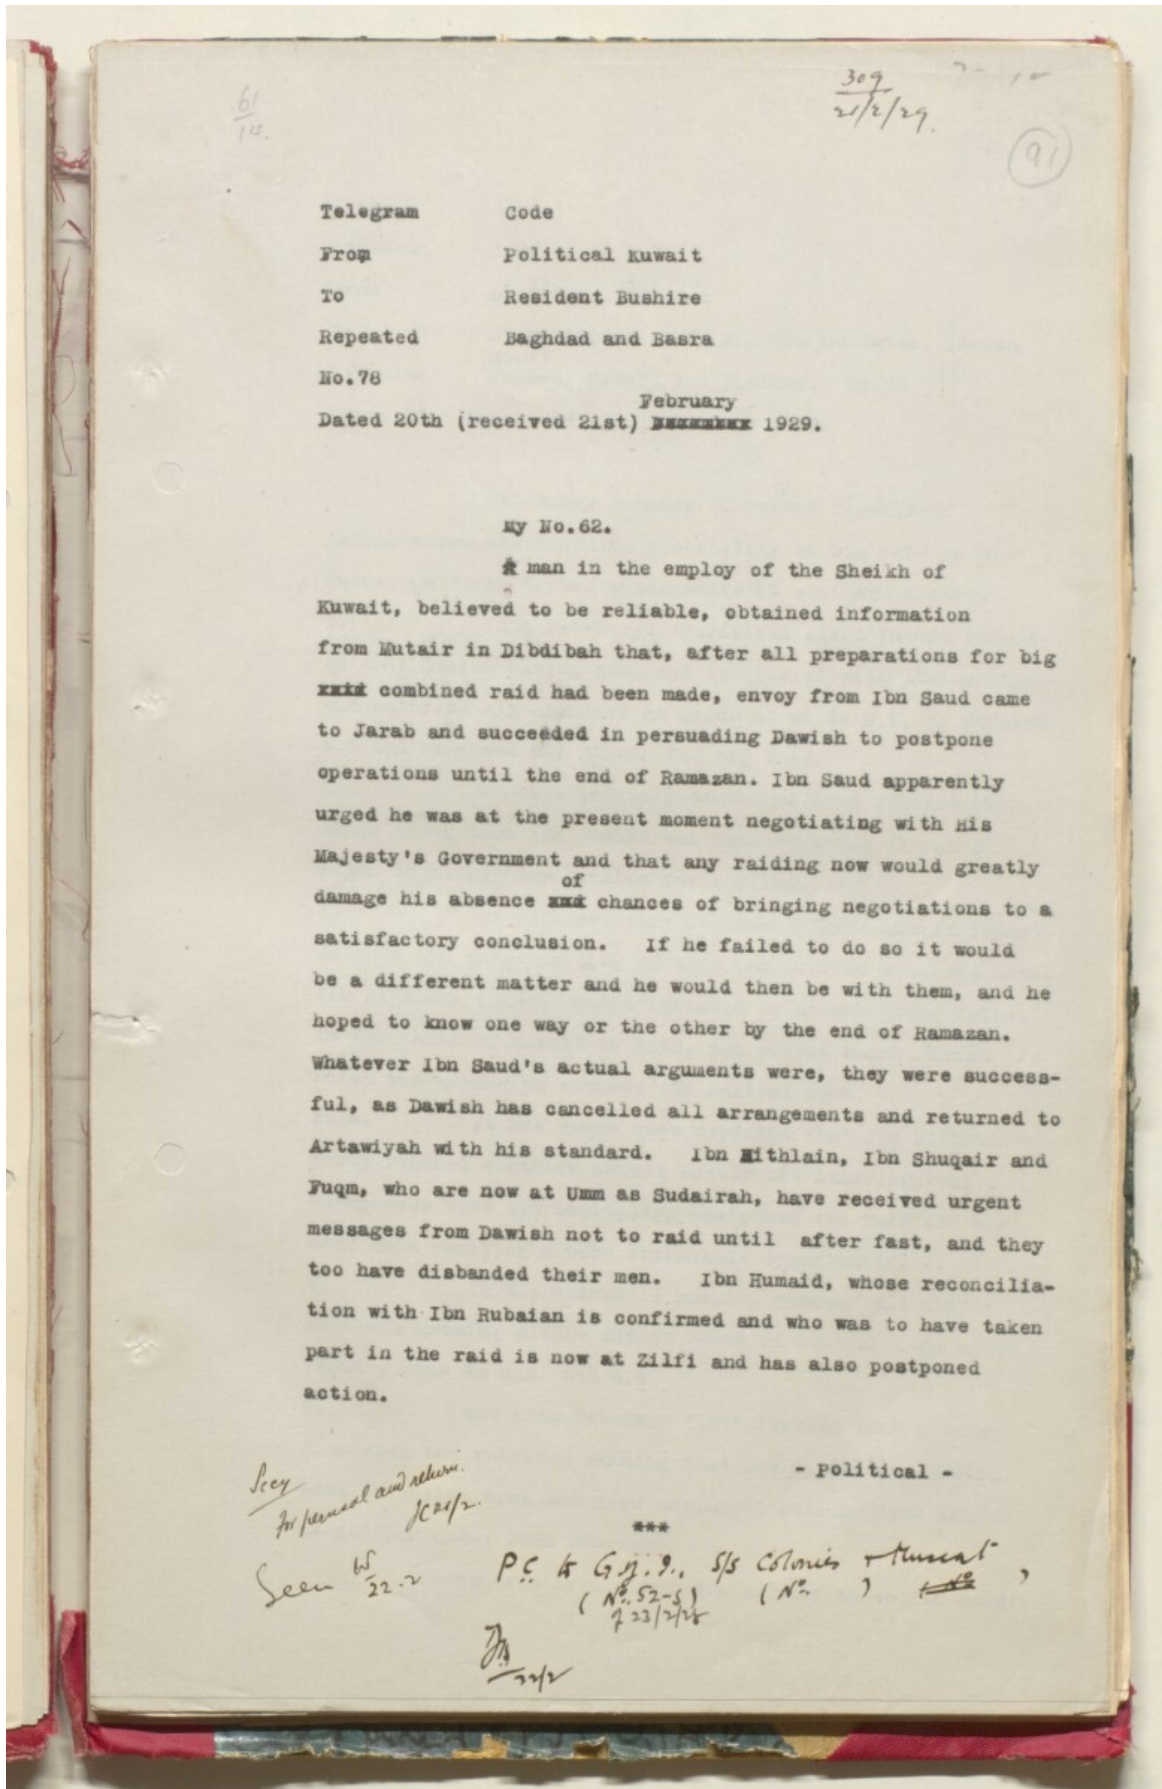 309
21/2/29.
61
14.
91
Telegram Code
From Political Kuwait
To Resident Bushire
Repeated Baghdad and Basra
No.78
February
Dated 20th (received 21st) 1929.
My No.62.
A man in the employ of the Sheikh of
Kuwait, believed to be reliable, obtained information
from Mutair in Dibdibah that, after all preparations for big
combined raid had been made, envoy from Ibn Saud came
to Jarab and succeeded in persuading Dawish to postpone
operations until the end of Ramazan. Ibn Saud apparently
urged he was at the present moment negotiating with His
Majesty's Government and that any raiding now would greatly
of
damage his absence chances of bringing negotiations to a
satisfactory conclusion. If he failed to do so it would
be a different matter and he would then be with them, and he
hoped to know one way or the other by the end of Ramazan.
Whatever Ibn Saud's actual arguments were, they were success-
ful, as Dawish has cancelled all arrangements and returned to
Artawiyah with his standard. Ibn Hithlain, Ibn Shuqair and
Fuqm, who are now at Umm as Sudairah, have received urgent
messages from Dawish not to raid until after fast, and they
too have disbanded their men. Ibn Humaid, whose reconcilia-
tion with Ibn Rubaian is confirmed and who was to have taken
part in the raid is now at Zilfi and has also postponed
action.
- Political -
***
Secy
For perusal and return.
21/2.
Seen
22.2
P.C. to G. of I., S/S Colonies & Muscat,
(No. 52-S) (No )
of 23/2/28
22/2